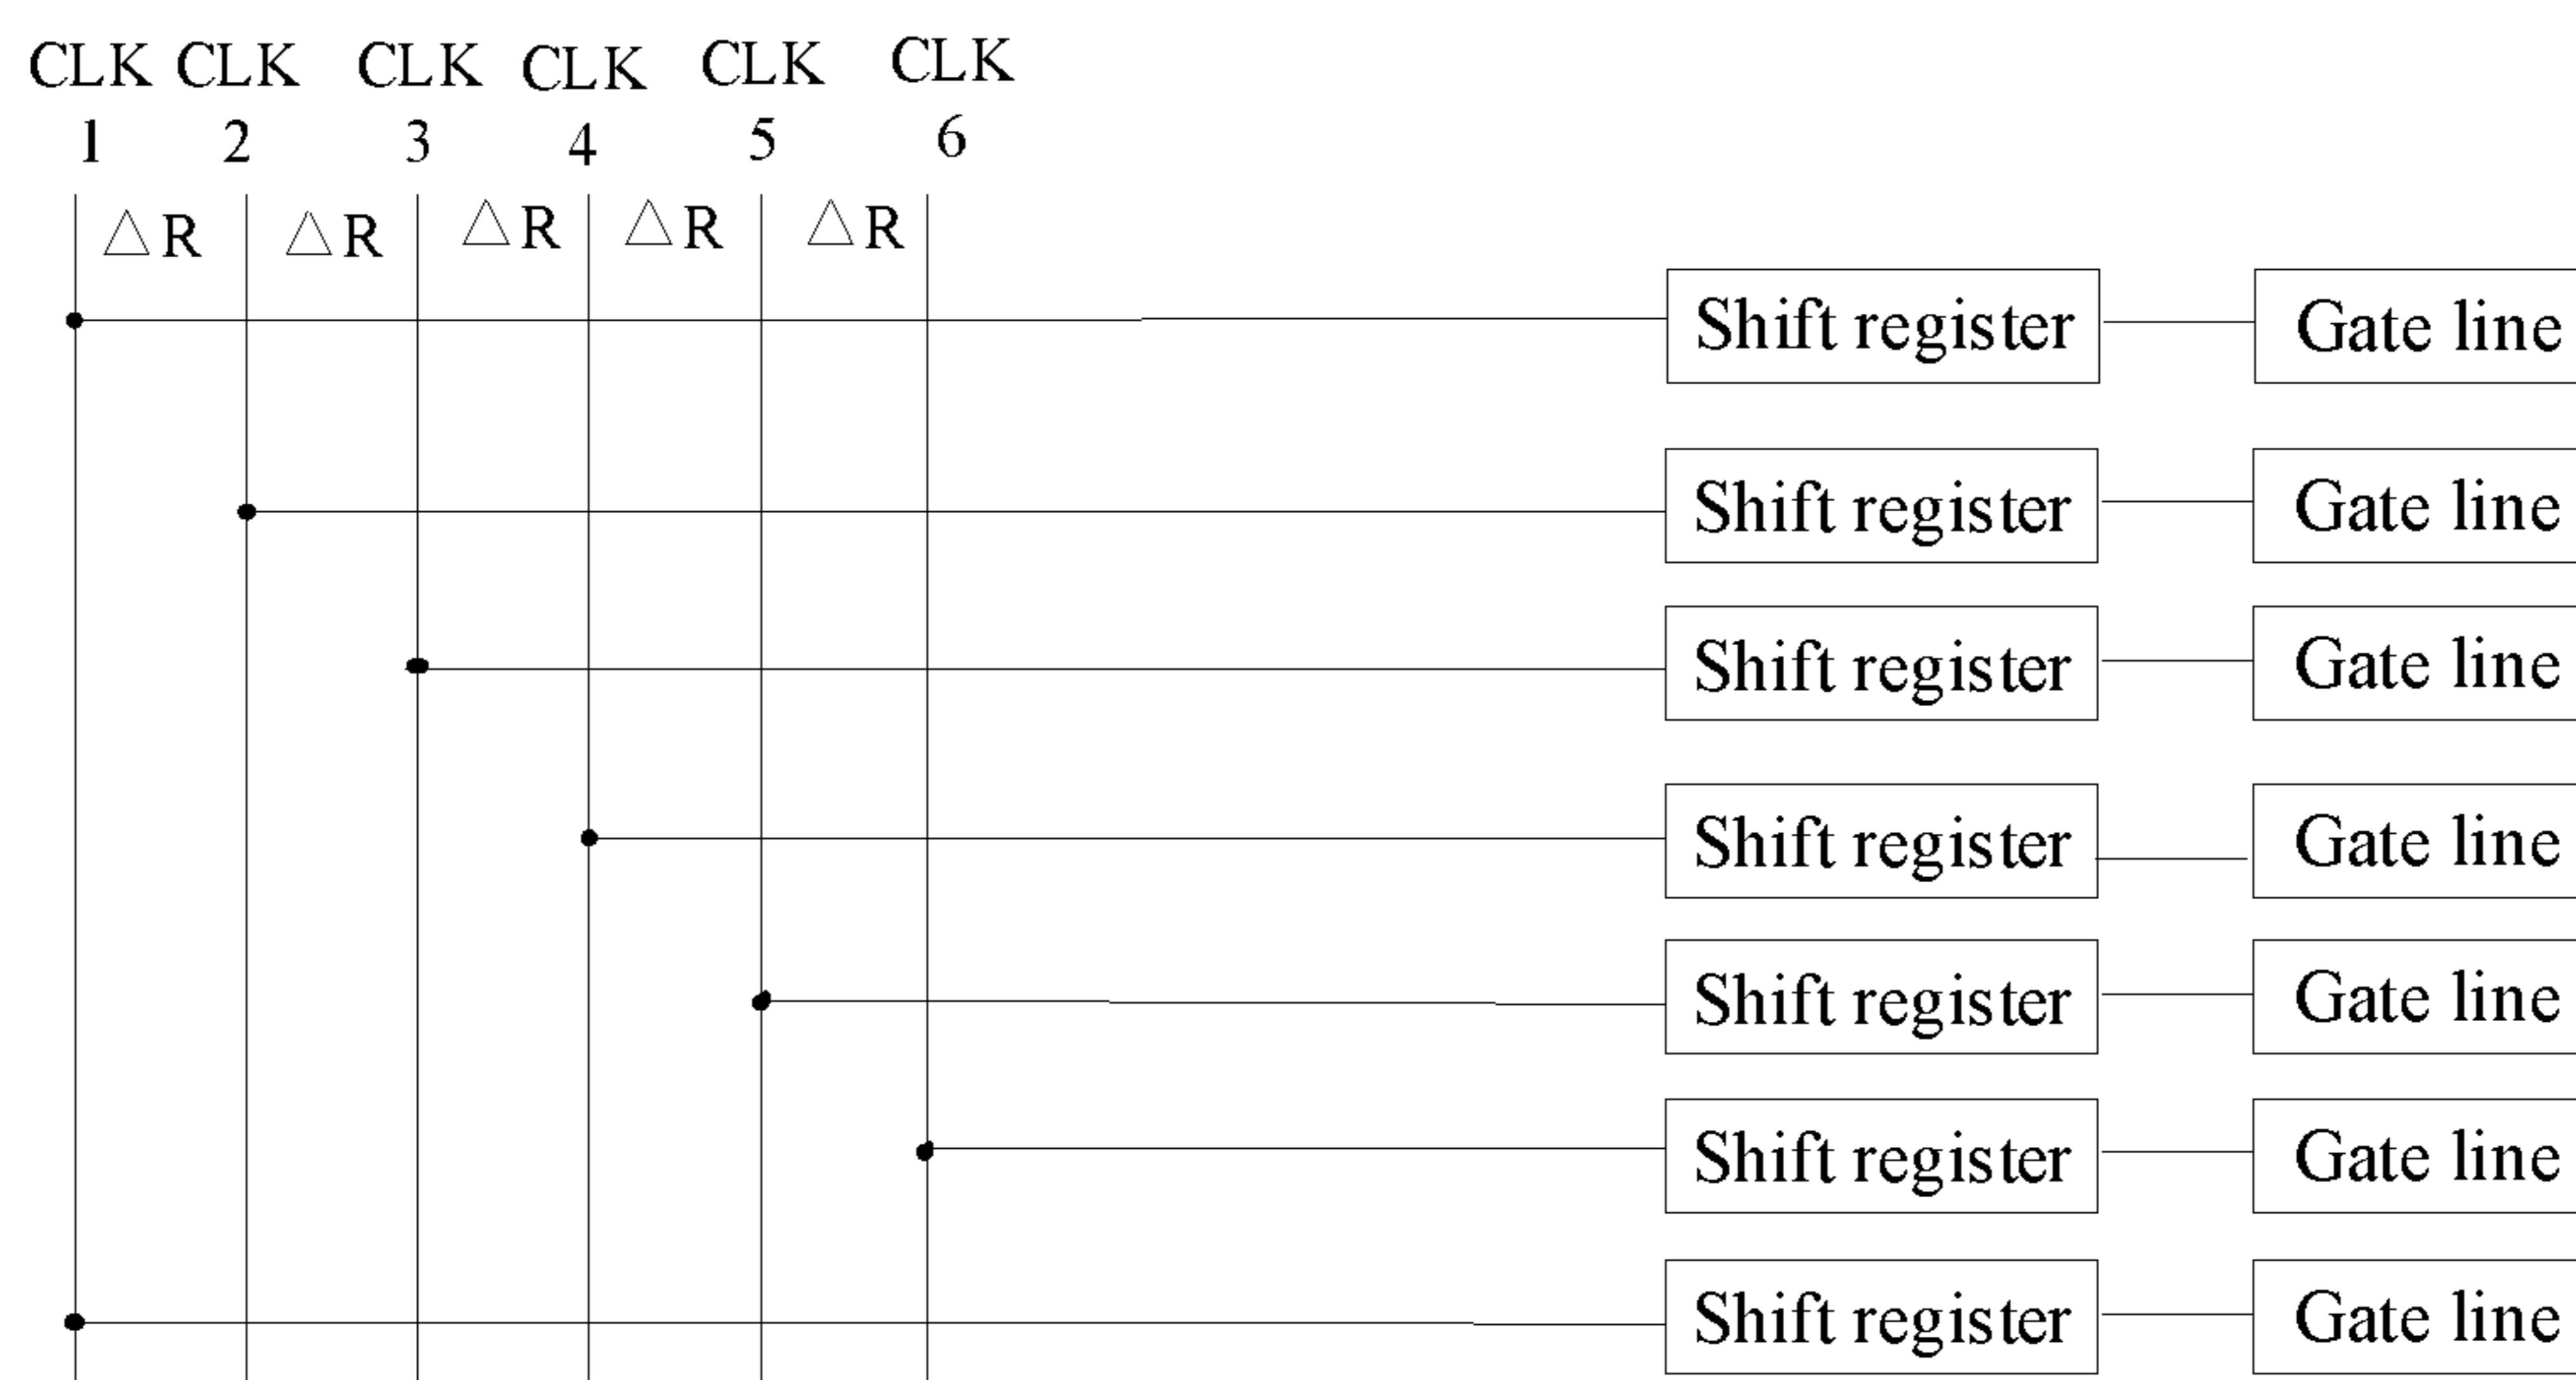 CLK CLK CLK CLK CLK CLK
1 2 3 4 5 6
△R △R △R △R △R
Shift register Gate line
Shift register Gate line
Shift register Gate line
Shift register Gate line
Shift register Gate line
Shift register Gate line
Shift register Gate line